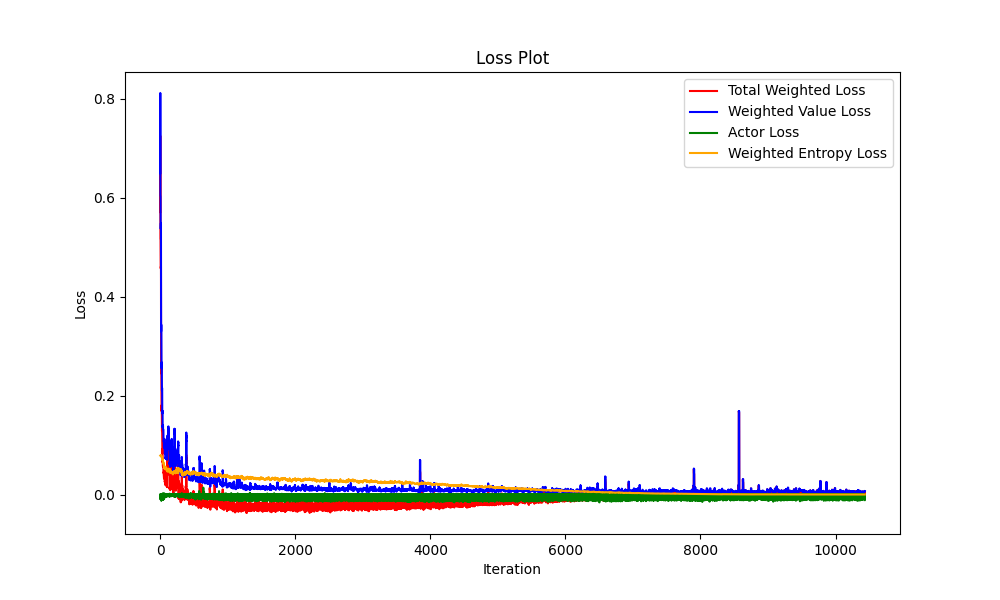 Loss Plot
Total Weighted Loss
Weighted Value Loss
Actor Loss
Weighted Entropy Loss
0.8
0.6
0.4
0.2
0.0
Loss
0 2000 4000 6000 8000 10000
Iteration